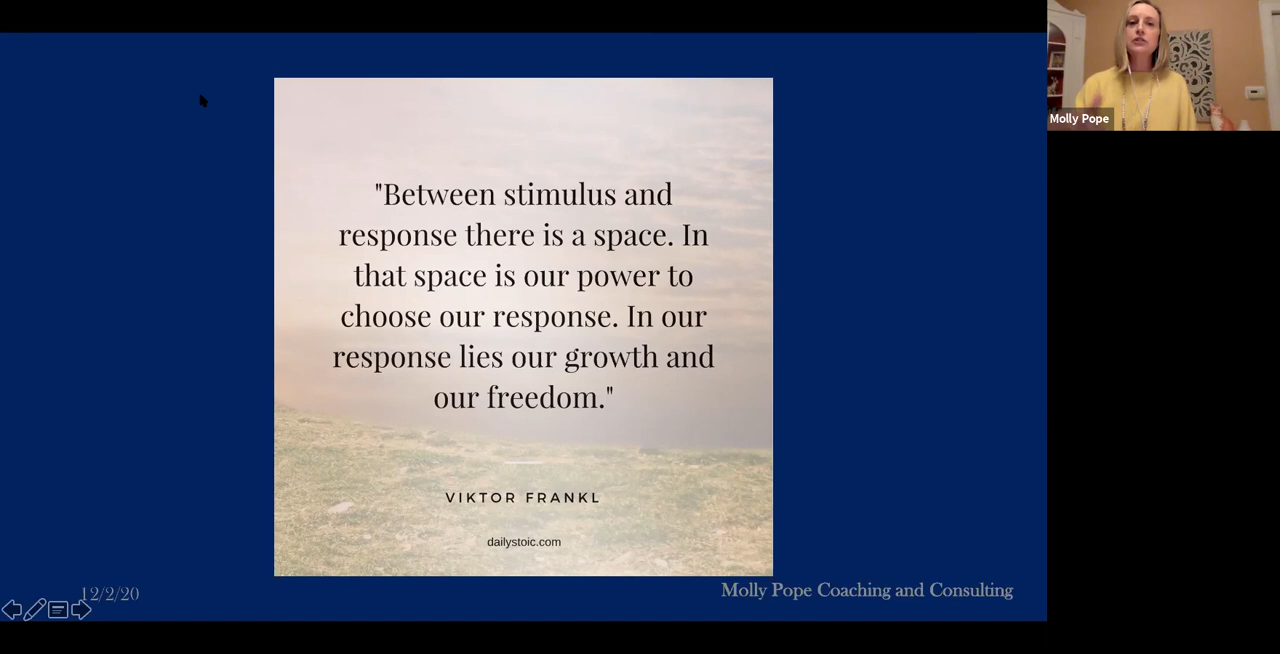 "Between stimulus and
response there is a space. In
that space is our power to
choose our response. In our
response lies our growth and
our freedom."
VIKTOR FRANKL
dailystoic.com
12/2/20
Molly Pope Coaching and Consulting
Molly Pope